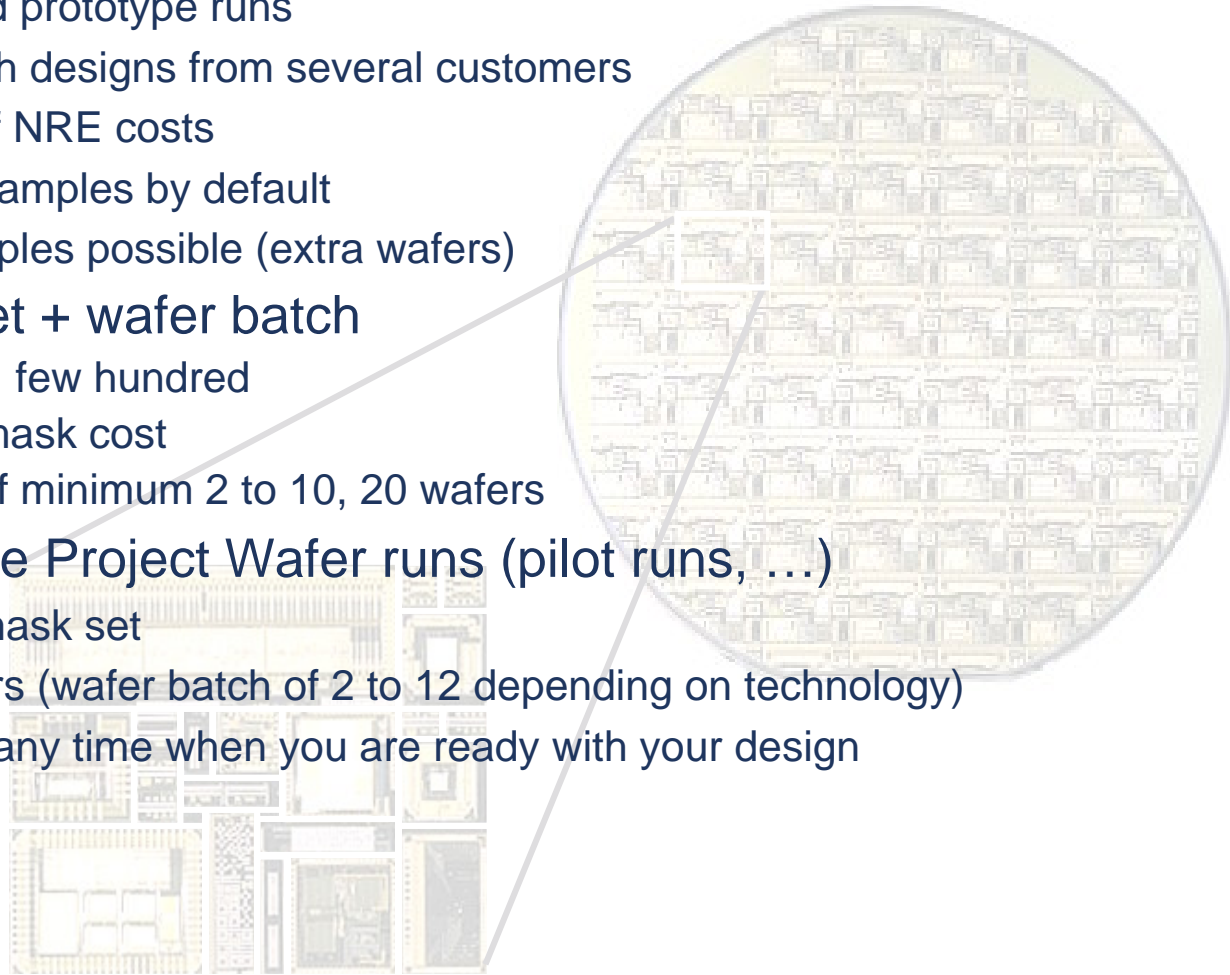 d prototype runs
h designs from several customers
f NRE costs
amples by default
ples possible (extra wafers)
et + wafer batch
few hundred
nask cost
f minimum 2 to 10, 20 wafers
e Project Wafer runs (pilot runs, …)
nask set
rs (wafer batch of 2 to 12 depending on technology)
any time when you are ready with your design